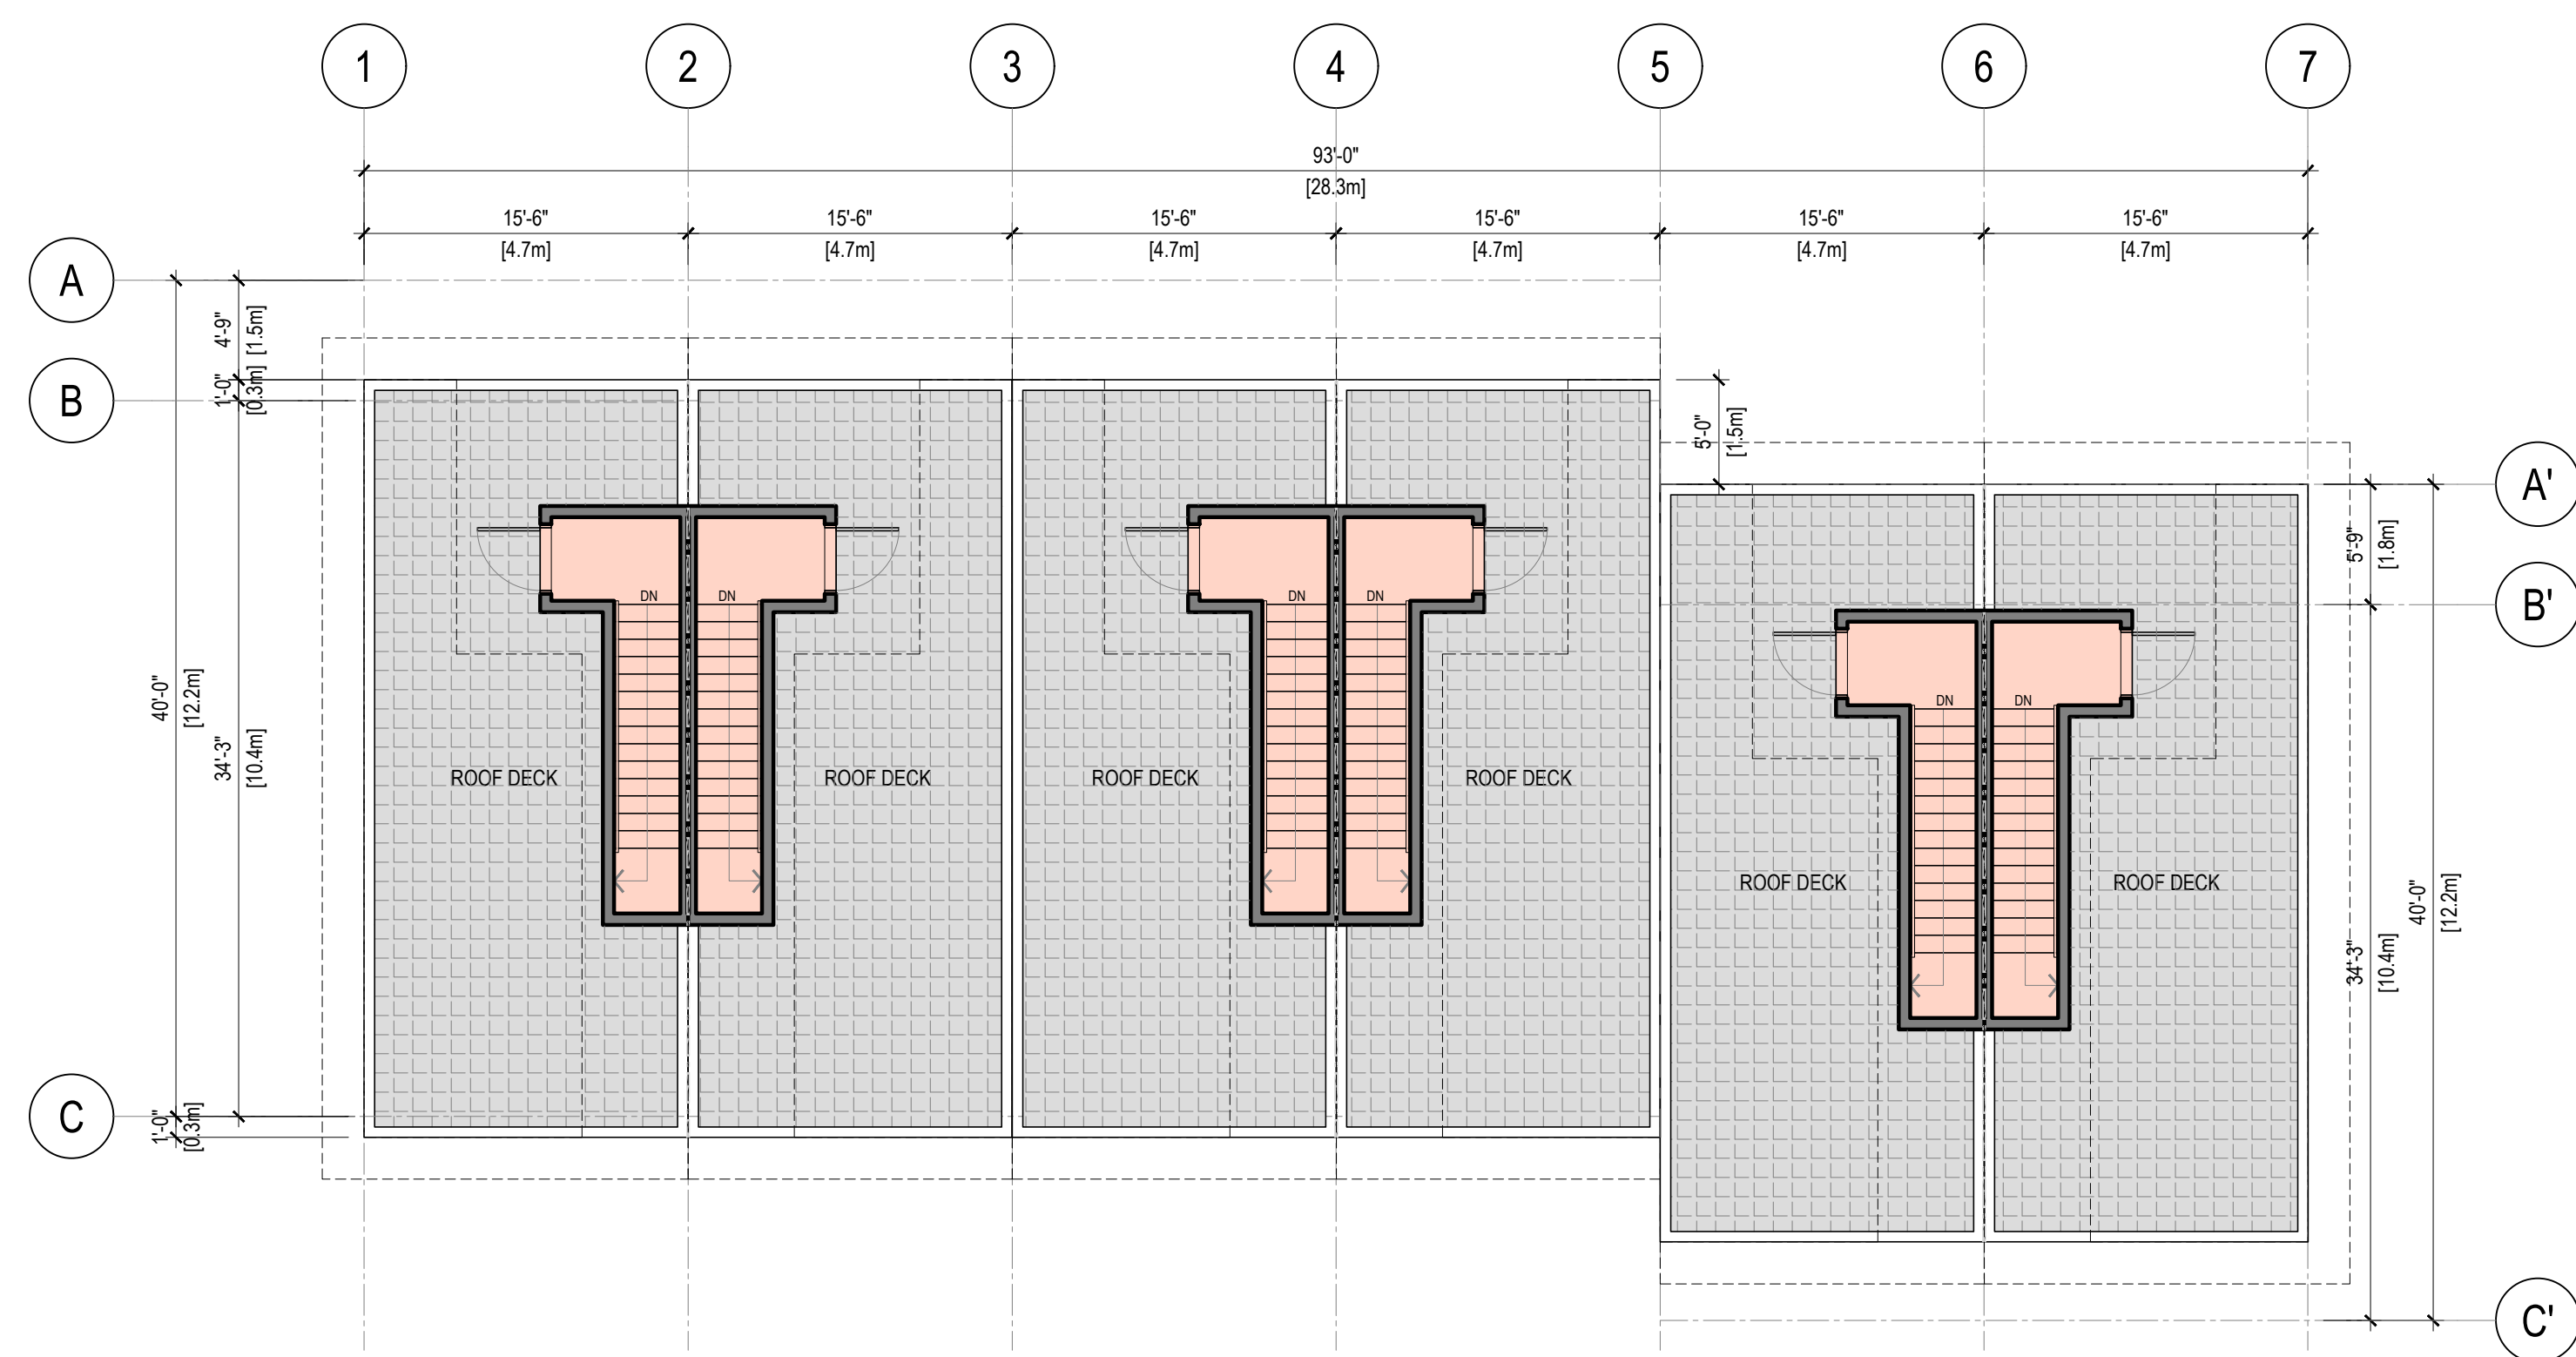 1 2 3 4 5 6 7
93'-0"
[28.3m]
15'-6" 15'-6" 15'-6" 15'-6" 15'-6" 15'-6"
[4.7m] [4.7m] [4.7m] [4.7m] [4.7m] [4.7m]
A
4'-9"
[1.5m]
B
1'-0"
[0.3m]
5'-0"
[1.5m]
A'
5'-9"
[1.8m]
B'
DN DN DN DN
DN DN
40'-0"
[12.2m]
34'-3"
[10.4m]
ROOF DECK ROOF DECK ROOF DECK ROOF DECK
ROOF DECK ROOF DECK
34'-3"
[10.4m]
40'-0"
[12.2m]
C
1'-0"
[0.3m]
C'